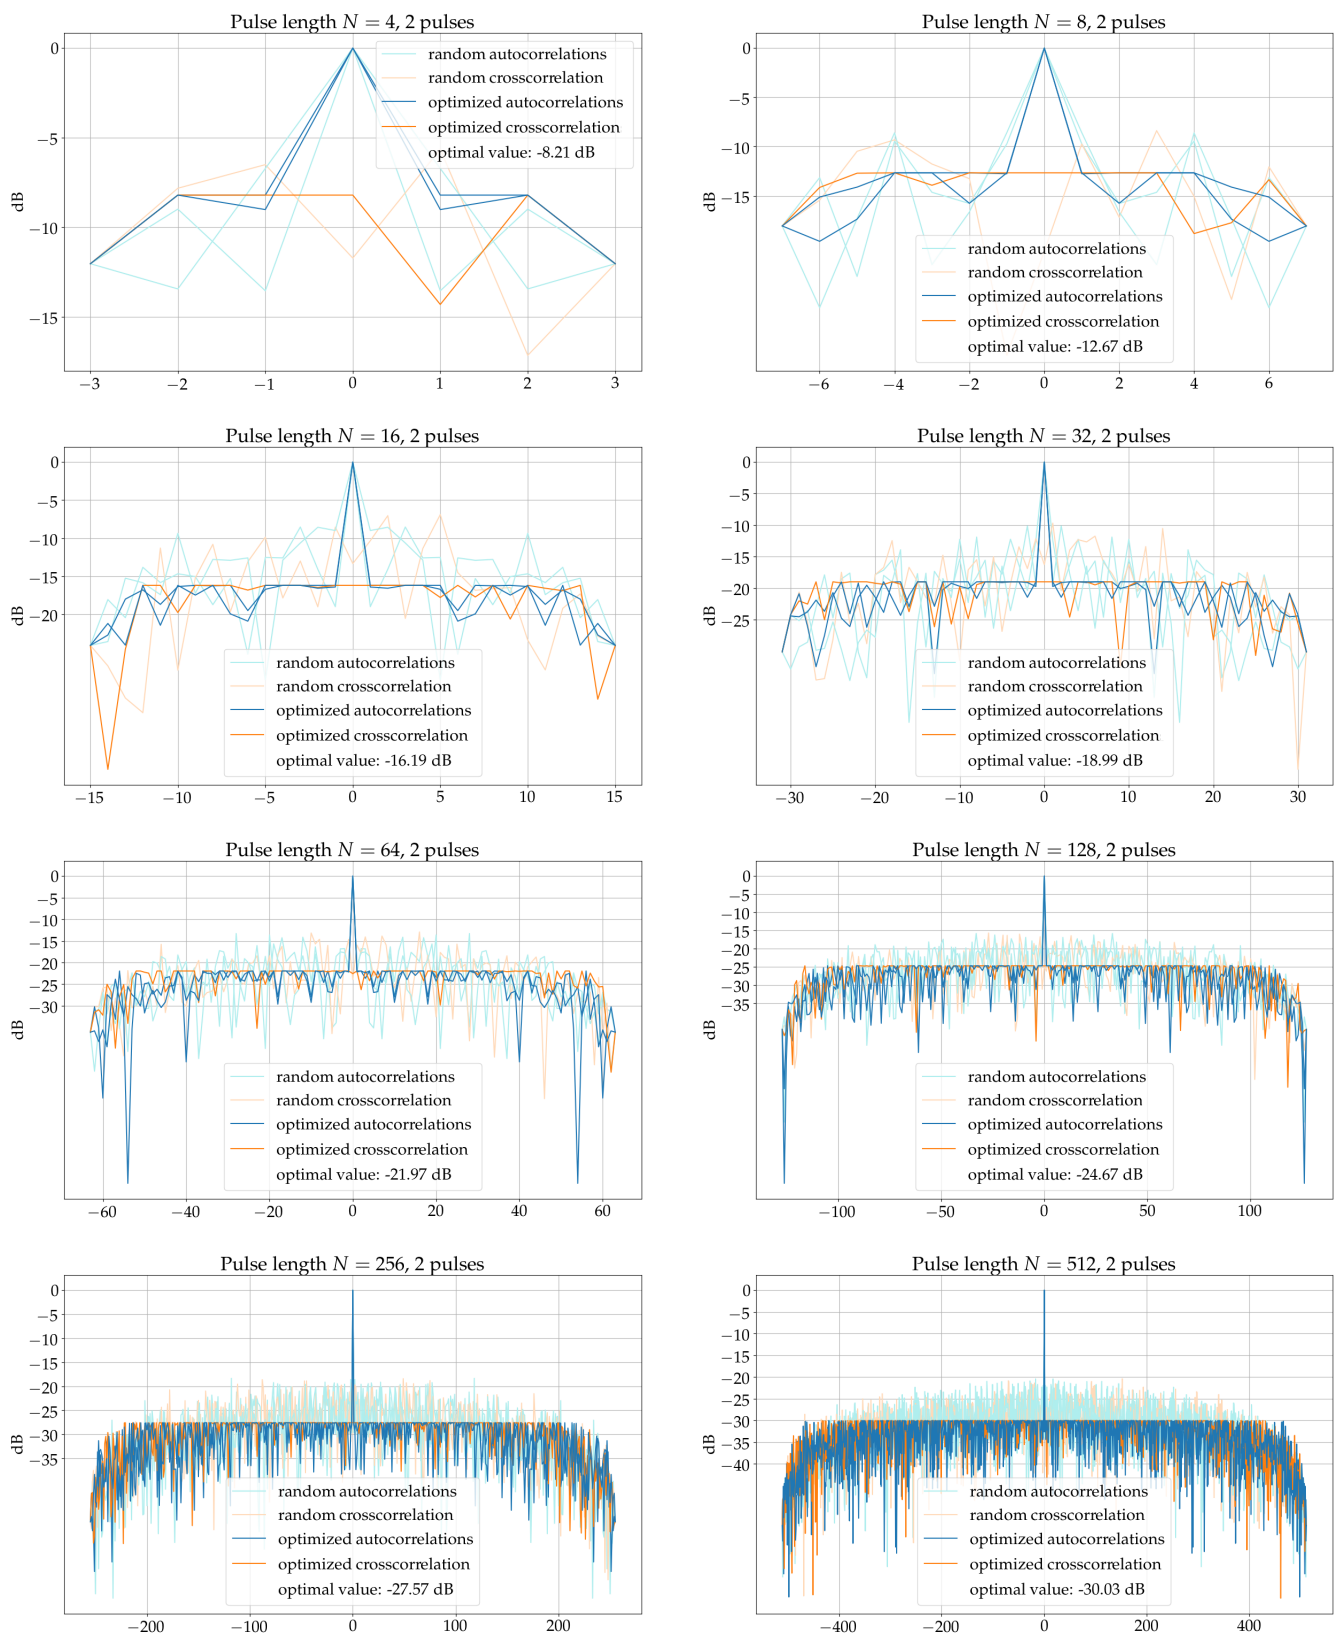 Pulse length N = 4, 2 pulses
dB
0
−5
−10
−15
random autocorrelations
random crosscorrelation
optimized autocorrelations
optimized crosscorrelation
optimal value: -8.21 dB
−3 −2 −1 0 1 2 3
Pulse length N = 8, 2 pulses
dB
0
−5
−10
−15
random autocorrelations
random crosscorrelation
optimized autocorrelations
optimized crosscorrelation
optimal value: -12.67 dB
−6 −4 −2 0 2 4 6
Pulse length N = 16, 2 pulses
dB
0
−5
−10
−15
−20
random autocorrelations
random crosscorrelation
optimized autocorrelations
optimized crosscorrelation
optimal value: -16.19 dB
−15 −10 −5 0 5 10 15
Pulse length N = 32, 2 pulses
dB
0
−5
−10
−15
−20
−25
random autocorrelations
random crosscorrelation
optimized autocorrelations
optimized crosscorrelation
optimal value: -18.99 dB
−30 −20 −10 0 10 20 30
Pulse length N = 64, 2 pulses
dB
0
−5
−10
−15
−20
−25
−30
random autocorrelations
random crosscorrelation
optimized autocorrelations
optimized crosscorrelation
optimal value: -21.97 dB
−60 −40 −20 0 20 40 60
Pulse length N = 128, 2 pulses
dB
0
−5
−10
−15
−20
−25
−30
−35
random autocorrelations
random crosscorrelation
optimized autocorrelations
optimized crosscorrelation
optimal value: -24.67 dB
−100 −50 0 50 100
Pulse length N = 256, 2 pulses
dB
0
−5
−10
−15
−20
−25
−30
−35
random autocorrelations
random crosscorrelation
optimized autocorrelations
optimized crosscorrelation
optimal value: -27.57 dB
−200 −100 0 100 200
Pulse length N = 512, 2 pulses
dB
0
−5
−10
−15
−20
−25
−30
−35
−40
random autocorrelations
random crosscorrelation
optimized autocorrelations
optimized crosscorrelation
optimal value: -30.03 dB
−400 −200 0 200 400